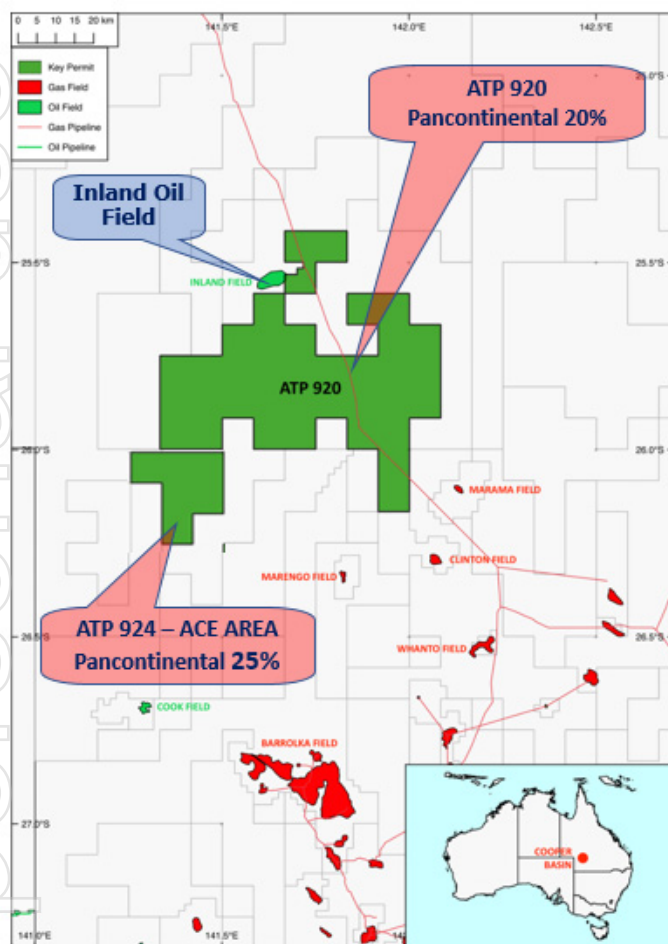 0 5 10 15 20 km
141.5°E
142.0°E
142.5°E
Key Permit
Gas Field
Oil Field
Gas Pipeline
Oil Pipeline
25.0°S
ATP 920
Pancontinental 20%
Inland Oil
Field
25.5°S
INLAND FIELD
ATP 920
26.0°S
26.0°S
MARAMA FIELD
CLINTON FIELD
MARENGO FIELD
ATP 924 – ACE AREA
Pancontinental 25%
26.5°S
WHANTO FIELD
COOK FIELD
BARROLKA FIELD
27.0°S
COOPER
BASIN
141.0°E
141.5°E